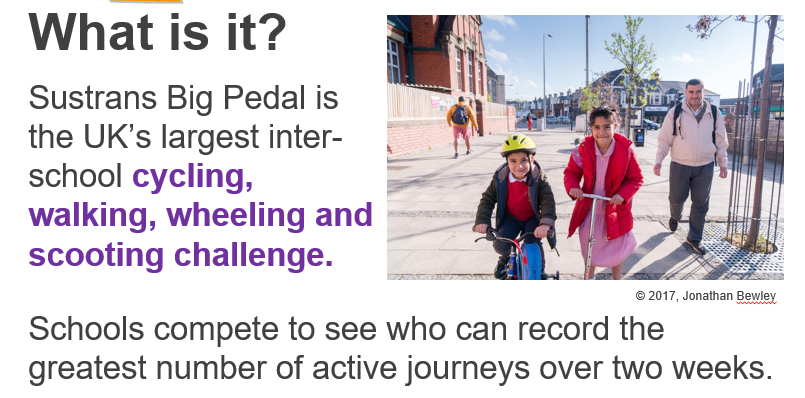 What is it?
Sustrans Big Pedal is
the UK’s largest inter-
school cycling,
walking, wheeling and
scooting challenge.
© 2017, Jonathan Bewley
Schools compete to see who can record the
greatest number of active journeys over two weeks.